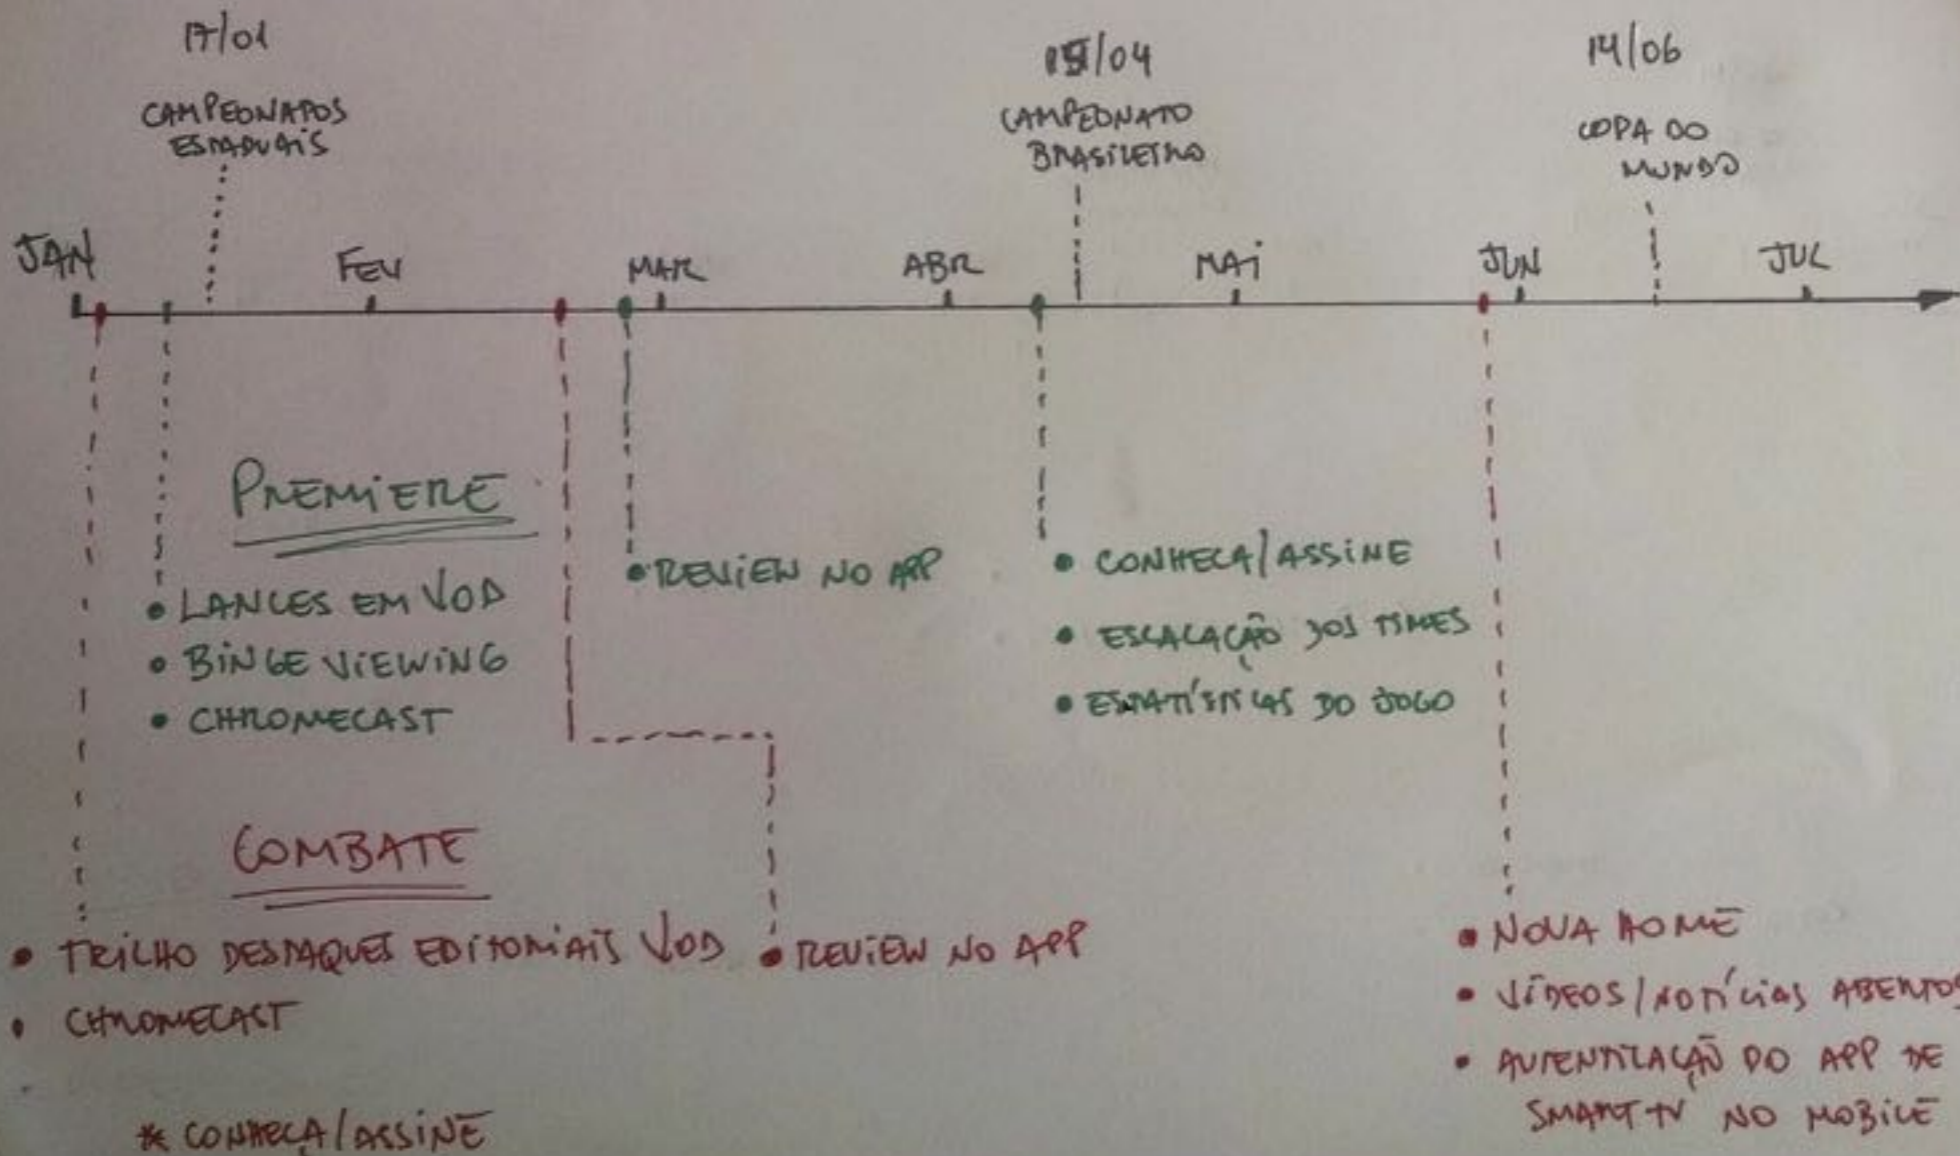 17/01
CAMPEONATOS
ESTADUAIS
15/04
CAMPEONATO
BRASILEIRO
14/06
COPA DO
MUNDO
JAN
FEV
MAR
ABR
MAI
JUN
JUL
PREMIERE
• LANCES EM VOD
• BINGE VIEWING
• CHROMECAST
• REVIEW NO APP
• CONHEÇA/ASSINE
• ESCALAÇÃO DOS TIMES
• ESTATÍSTICAS DO JOGO
COMBATE
• TRILHO DESTAQUES EDITORIAIS VOD
• CHROMECAST
* CONHEÇA/ASSINE
• REVIEW NO APP
• NOVA HOME
• VÍDEOS/NOTÍCIAS ABERTOS
• AUTENTICAÇÃO DO APP DE
SMART TV NO MOBILE